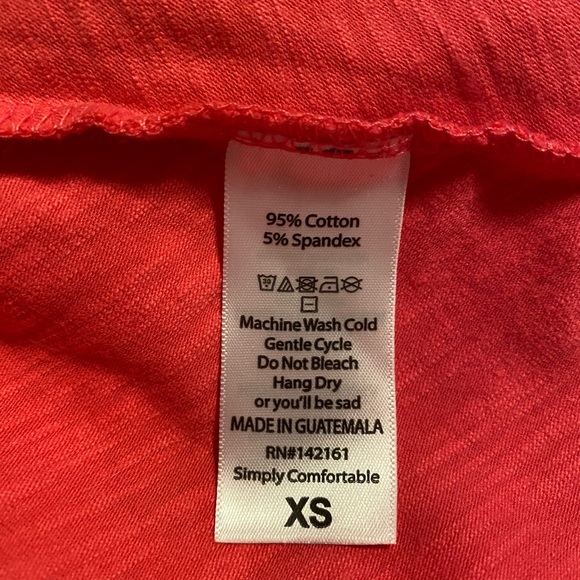 95% Cotton
5% Spandex
Machine Wash Cold
Gentle Cycle
Do Not Bleach
Hang Dry
or you'll be sad
MADE IN GUATEMALA
RN#142161
Simply Comfortable
XS